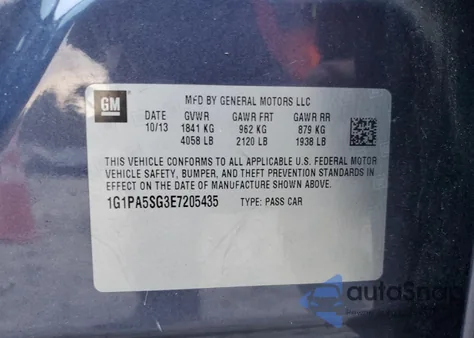 GM
MFD BY GENERAL MOTORS LLC
DATE GVWR GAWR FRT GAWR RR
10/13 1841 KG 962 KG 879 KG
4058 LB 2120 LB 1938 LB
THIS VEHICLE CONFORMS TO ALL APPLICABLE U.S. FEDERAL MOTOR
VEHICLE SAFETY, BUMPER, AND THEFT PREVENTION STANDARDS IN
EFFECT ON THE DATE OF MANUFACTURE SHOWN ABOVE.
1G1PA5SG3E7205435 TYPE: PASS CAR
autoSnap